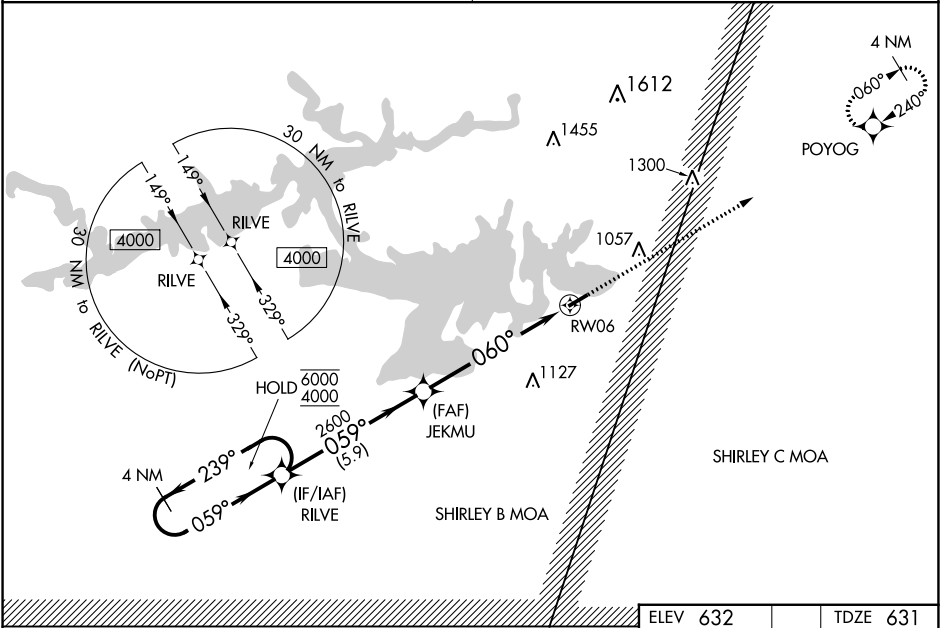 4 NM
060°
240°
POYOG
1612
1455
1300
1057
30 NM to RILVE
149°
149°
RILVE
4000
4000
RILVE
329°
329°
30 NM to RILVE (NoPT)
RW06
060°
1127
HOLD 6000
4000
(FAF)
JEKMU
2600
059°
(5.9)
4 NM
239°
059°
(IF/IAF)
RILVE
SHIRLEY B MOA
SHIRLEY C MOA
ELEV 632
TDZE 631